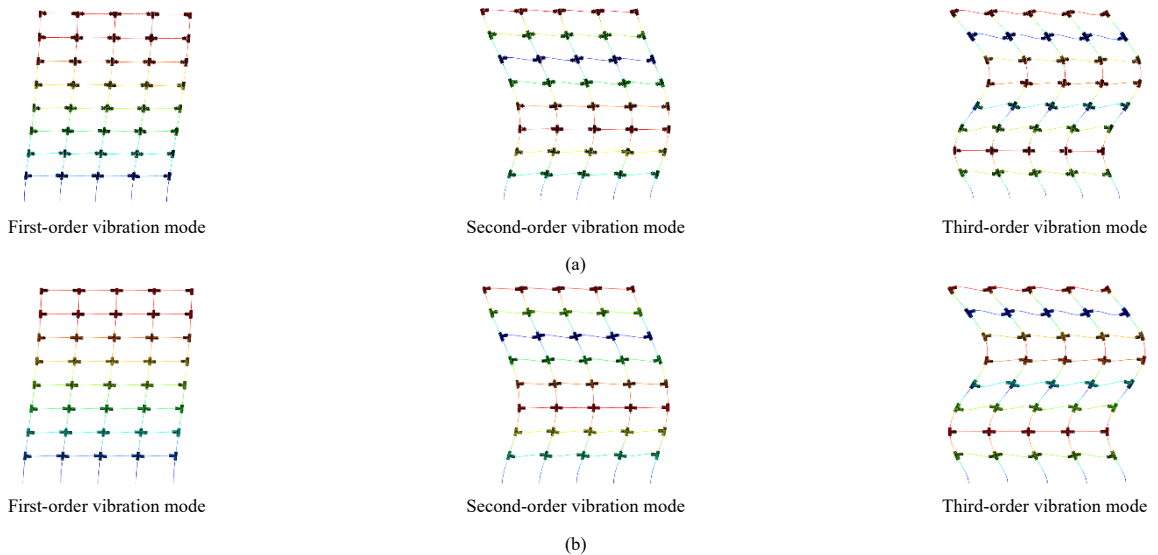 First-order vibration mode
Second-order vibration mode
Third-order vibration mode
(a)
First-order vibration mode
Second-order vibration mode
Third-order vibration mode
(b)